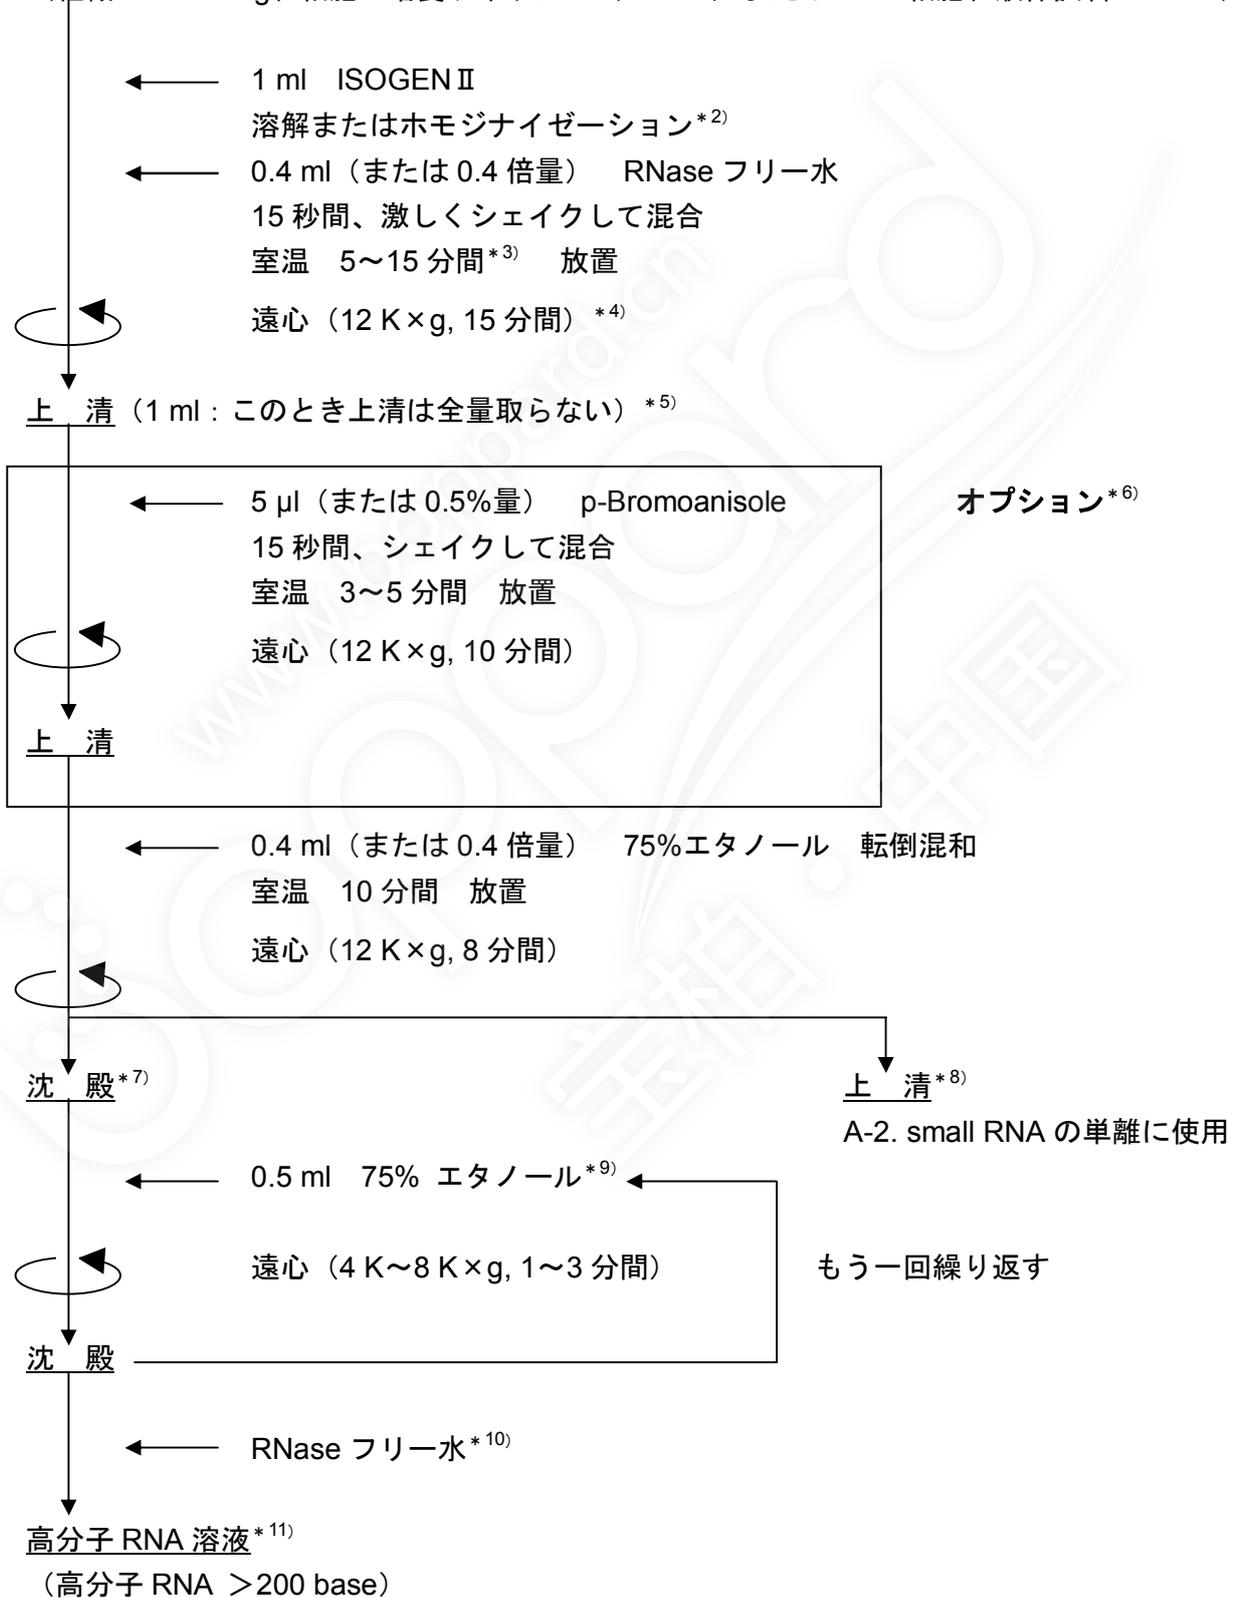 1 ml ISOGENⅡ
溶解またはホモジナイゼーション*2)
0.4 ml（または 0.4 倍量） RNase フリー水
15 秒間、激しくシェイクして混合
室温 5～15 分間*3) 放置
遠心（12 K×g, 15 分間）*4)
上 清（1 ml：このとき上清は全量取らない）*5)
5 μl（または 0.5%量） p-Bromoanisole オプション*6)
15 秒間、シェイクして混合
室温 3～5 分間 放置
遠心（12 K×g, 10 分間）
上 清
0.4 ml（または 0.4 倍量） 75%エタノール 転倒混和
室温 10 分間 放置
遠心（12 K×g, 8 分間）
沈 殿*7) 上 清*8)
A-2. small RNA の単離に使用
0.5 ml 75% エタノール*9)
遠心（4 K～8 K×g, 1～3 分間） もう一回繰り返す
沈 殿
RNase フリー水*10)
高分子 RNA 溶液*11)
（高分子 RNA ＞200 base）
www.boppard.cn
boppard
宝柏・中国